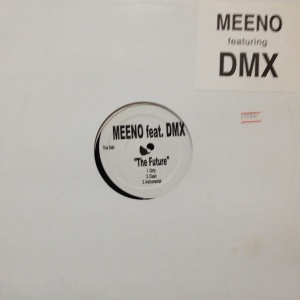 MEENO
featuring
DMX
MEENO feat. DMX
This Side
"The Future"
1. Dirty
2. Clean
3. Instrumental